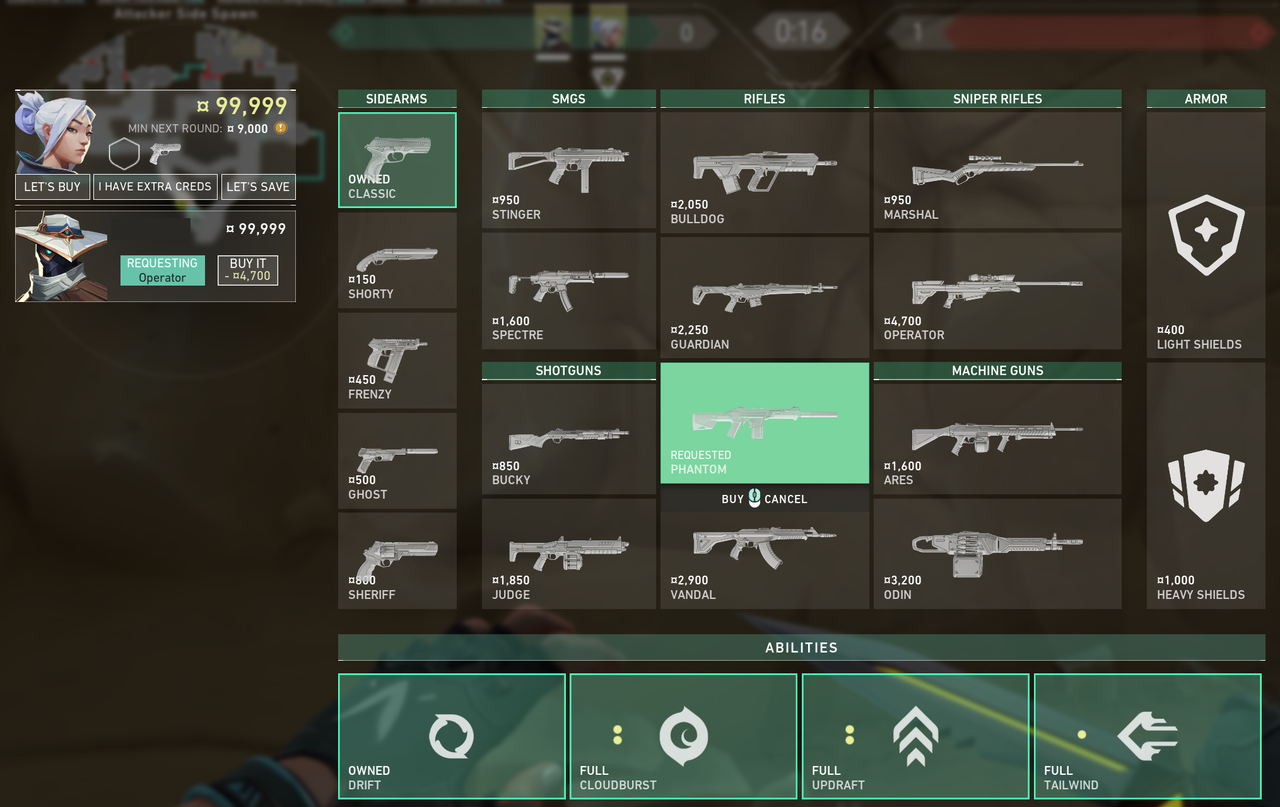 Attacker Side Spawn
0
0:16
1
¤ 99,999
MIN NEXT ROUND: ¤ 9,000
LET'S BUY
I HAVE EXTRA CREDS
LET'S SAVE
¤ 99,999
REQUESTING
Operator
BUY IT
- ¤4,700
SIDEARMS
OWNED
CLASSIC
¤150
SHORTY
¤450
FRENZY
¤500
GHOST
¤800
SHERIFF
SMGS
¤950
STINGER
¤1,600
SPECTRE
SHOTGUNS
¤850
BUCKY
¤1,850
JUDGE
RIFLES
¤2,050
BULLDOG
¤2,250
GUARDIAN
REQUESTED
PHANTOM
BUY CANCEL
¤2,900
VANDAL
SNIPER RIFLES
¤950
MARSHAL
¤4,700
OPERATOR
MACHINE GUNS
¤1,600
ARES
¤3,200
ODIN
ARMOR
¤400
LIGHT SHIELDS
¤1,000
HEAVY SHIELDS
ABILITIES
OWNED
DRIFT
FULL
CLOUDBURST
FULL
UPDRAFT
FULL
TAILWIND